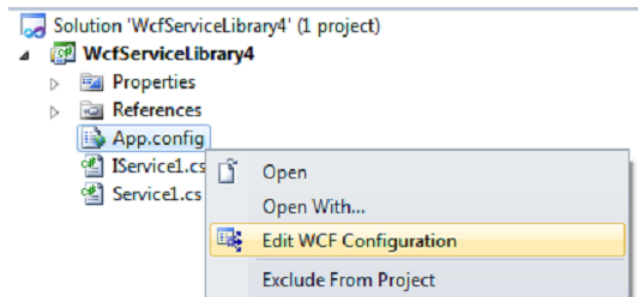 Solution 'WcfServiceLibrary4' (1 project)
WcfServiceLibrary4
Properties
References
App.config
IService1.cs
Service1.cs
Open
Open With...
Edit WCF Configuration
Exclude From Project